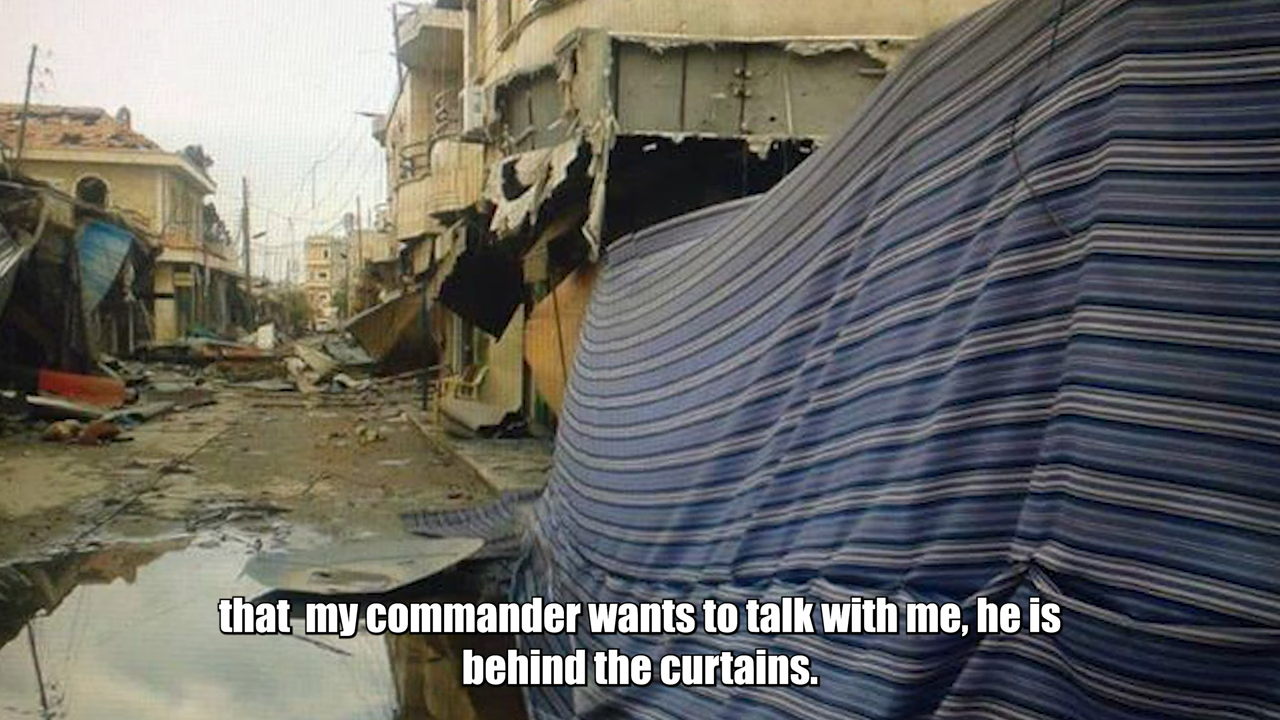 that  my commander wants to talk with me, he is
behind the curtains.